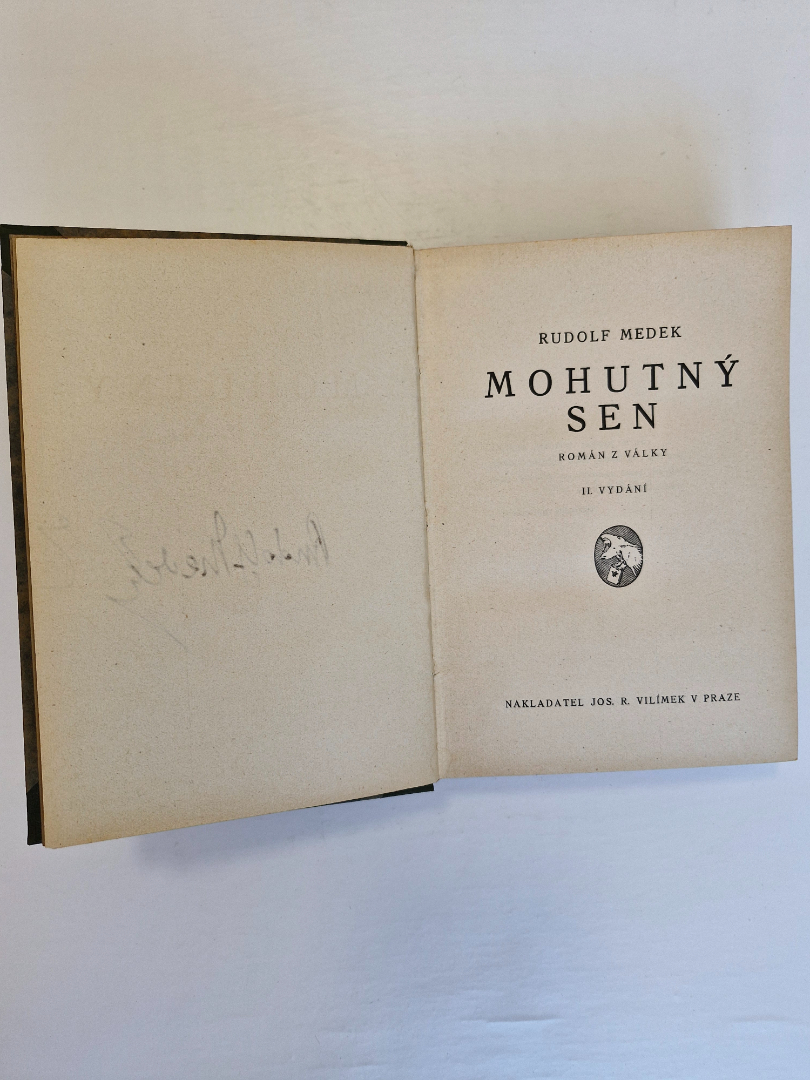 RUDOLF MEDEK
MOHUTNÝ
SEN
ROMÁN Z VÁLKY
II. VYDÁNÍ
NAKLADATEL JOS. R. VILÍMEK V PRAZE